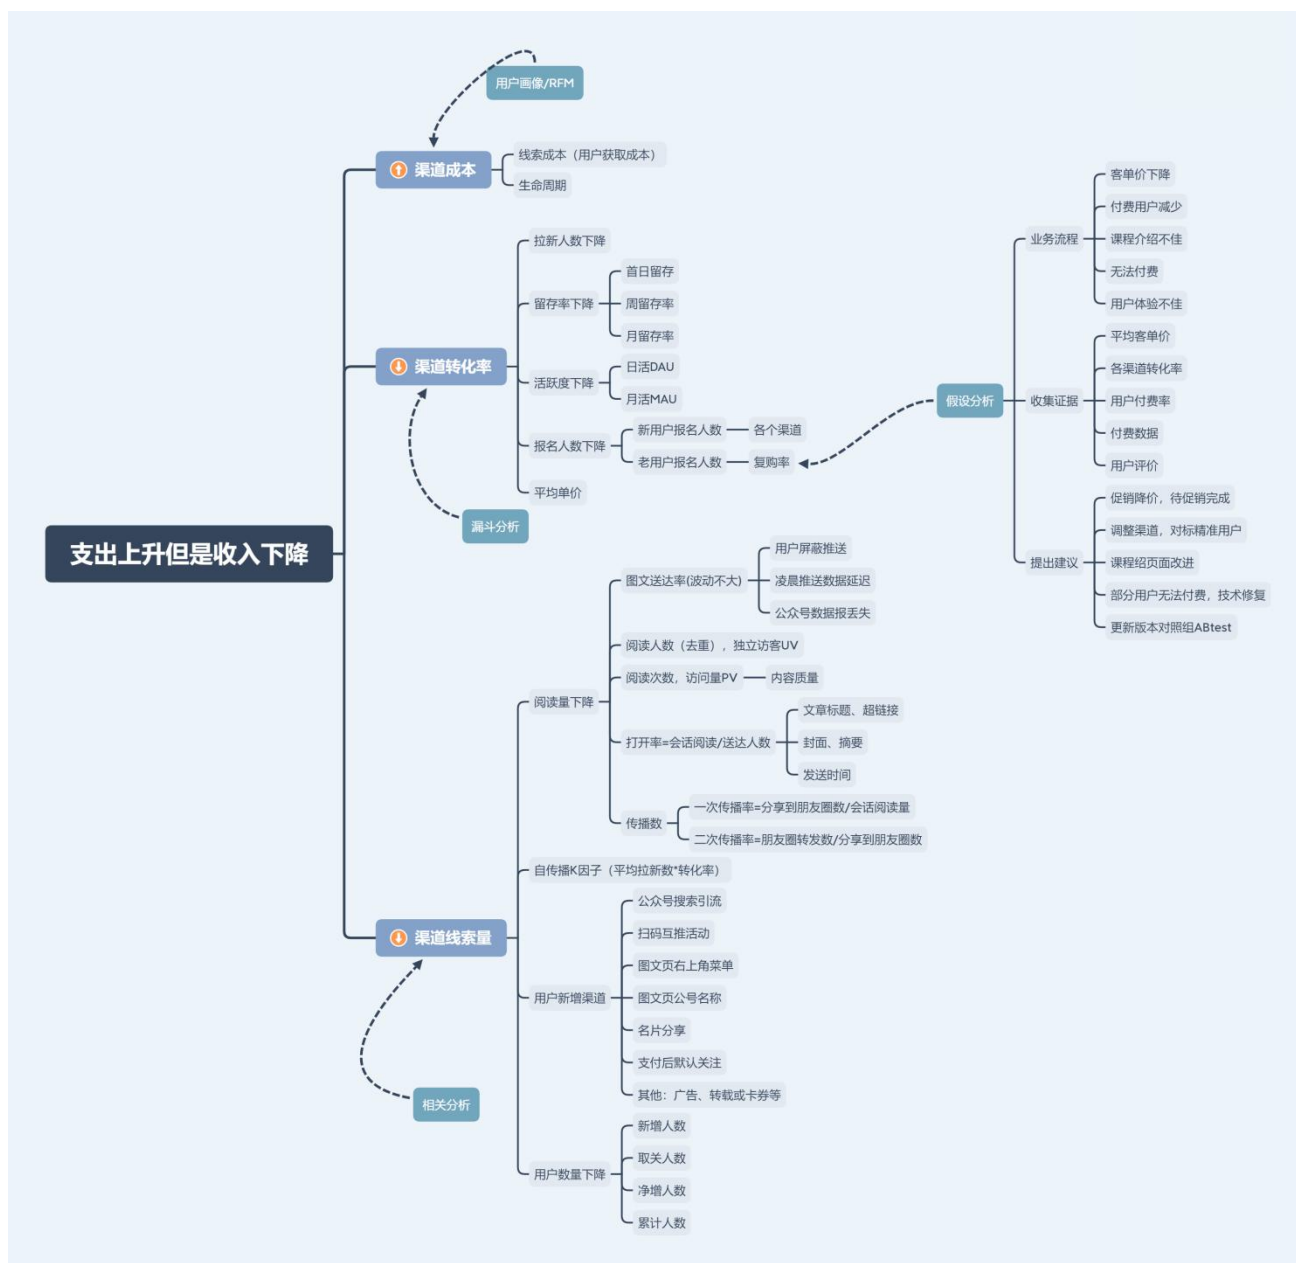 支出上升但是收入下降
用户画像/RFM
渠道成本
线索成本（用户获取成本）
生命周期
渠道转化率
拉新人数下降
留存率下降
首日留存
周留存率
月留存率
活跃度下降
日活DAU
月活MAU
报名人数下降
新用户报名人数
各个渠道
老用户报名人数
复购率
平均单价
漏斗分析
假设分析
业务流程
客单价下降
付费用户减少
课程介绍不佳
无法付费
用户体验不佳
收集证据
平均客单价
各渠道转化率
用户付费率
付费数据
用户评价
提出建议
促销降价，待促销完成
调整渠道，对标精准用户
课程绍页面改进
部分用户无法付费，技术修复
更新版本对照组ABtest
渠道线索量
阅读量下降
图文送达率(波动不大)
用户屏蔽推送
凌晨推送数据延迟
公众号数据报丢失
阅读人数（去重），独立访客UV
阅读次数，访问量PV
内容质量
打开率=会话阅读/送达人数
文章标题、超链接
封面、摘要
发送时间
传播数
一次传播率=分享到朋友圈数/会话阅读量
二次传播率=朋友圈转发数/分享到朋友圈数
自传播K因子（平均拉新数*转化率）
用户新增渠道
公众号搜索引流
扫码互推活动
图文页右上角菜单
图文页公号名称
名片分享
支付后默认关注
其他：广告、转载或卡券等
用户数量下降
新增人数
取关人数
净增人数
累计人数
相关分析